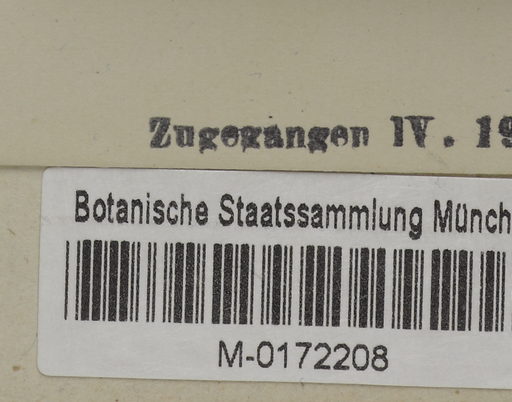 Zugegangen IV. 19
Botanische Staatssammlung Münch
M-0172208